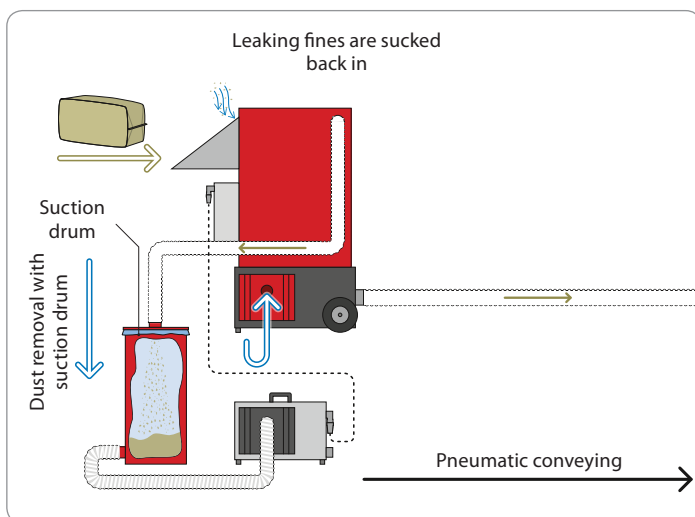 Leaking fines are sucked
back in
Suction
drum
Dust removal with
suction drum
Pneumatic conveying